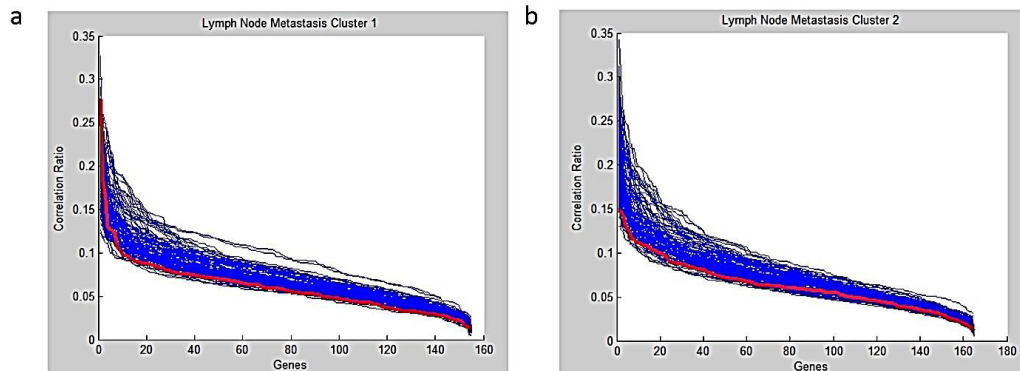 a
Lymph Node Metastasis Cluster 1
0.35
0.3
0.25
0.2
0.15
0.1
0.05
0
0 20 40 60 80 100 120 140 160
Correlation Ratio
Genes
b
Lymph Node Metastasis Cluster 2
0.35
0.3
0.25
0.2
0.15
0.1
0.05
0
0 20 40 60 80 100 120 140 160 180
Correlation Ratio
Genes